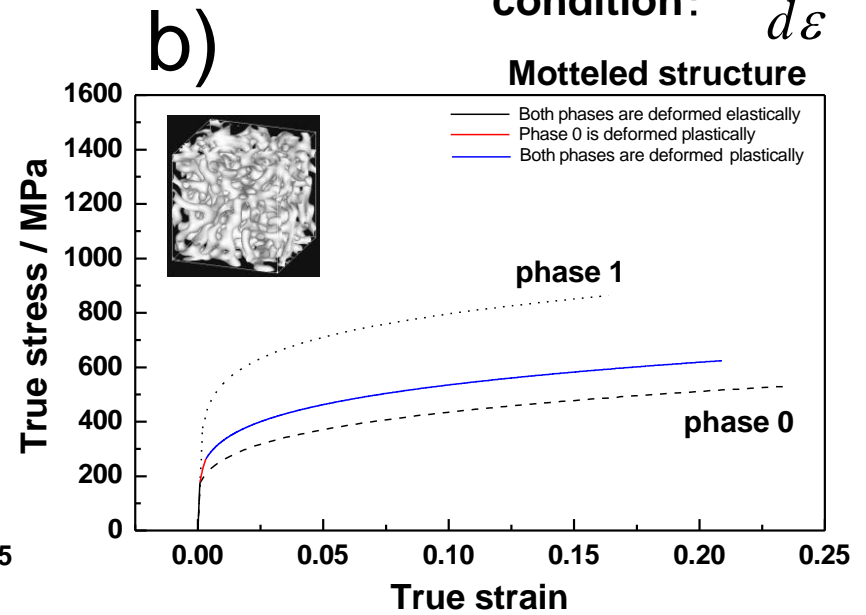 condition:
dε
b)
Motteled structure
1600
1400
1200
1000
800
600
400
200
0
True stress / MPa
Both phases are deformed elastically
Phase 0 is deformed plastically
Both phases are deformed plastically
phase 1
phase 0
5
0.00 0.05 0.10 0.15 0.20 0.25
True strain